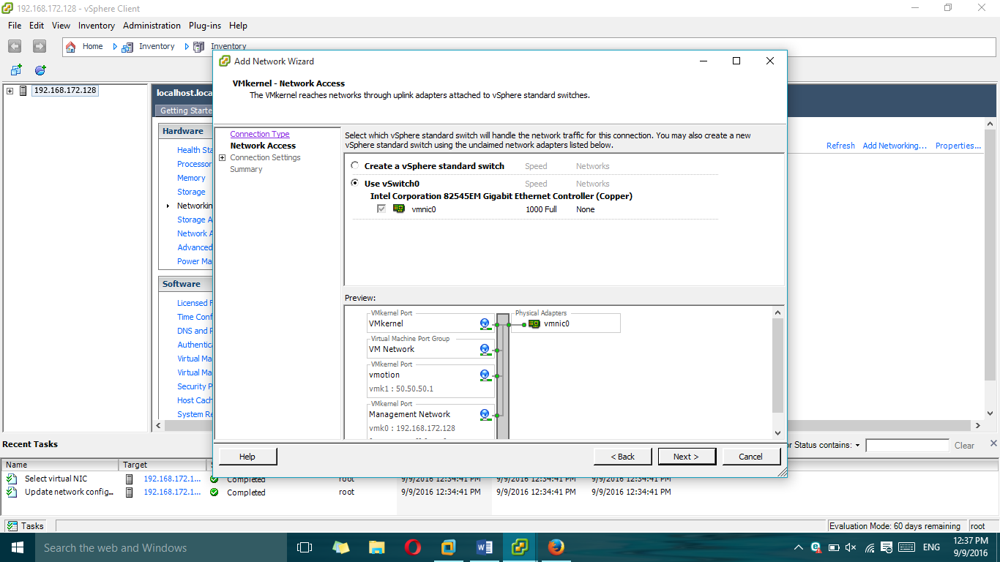 192.168.172.128 - vSphere Client
File Edit View Inventory Administration Plug-ins Help
Home Inventory Inventory
192.168.172.128
localhost.loca
Getting Starte
Hardware
Health Sta
Processor
Memory
Storage
Networkin
Storage A
Network A
Advanced
Power Ma
Software
Licensed F
Time Conf
DNS and R
Authentica
Virtual Ma
Virtual Ma
Security P
Host Cach
System Re
Refresh Add Networking... Properties...
Add Network Wizard
VMkernel - Network Access
The VMkernel reaches networks through uplink adapters attached to vSphere standard switches.
Connection Type
Network Access
Connection Settings
Summary
Select which vSphere standard switch will handle the network traffic for this connection. You may also create a new
vSphere standard switch using the unclaimed network adapters listed below.
Create a vSphere standard switch Speed Networks
Use vSwitch0 Speed Networks
Intel Corporation 82545EM Gigabit Ethernet Controller (Copper)
vmnic0 1000 Full None
Preview:
VMkernel Port
VMkernel
Physical Adapters
vmnic0
Virtual Machine Port Group
VM Network
VMkernel Port
vmotion
vmk1 : 50.50.50.1
VMkernel Port
Management Network
vmk0 : 192.168.172.128
Help < Back Next > Cancel
Recent Tasks
or Status contains: Clear
Name Target
Select virtual NIC 192.168.172.1... Completed root 9/9/2016 12:34:41 PM 9/9/2016 12:34:41 PM 9/9/2016 12:34:41 PM
Update network config... 192.168.172.1... Completed root 9/9/2016 12:34:41 PM 9/9/2016 12:34:41 PM 9/9/2016 12:34:41 PM
Tasks
Evaluation Mode: 60 days remaining root
Search the web and Windows
ENG
12:37 PM
9/9/2016